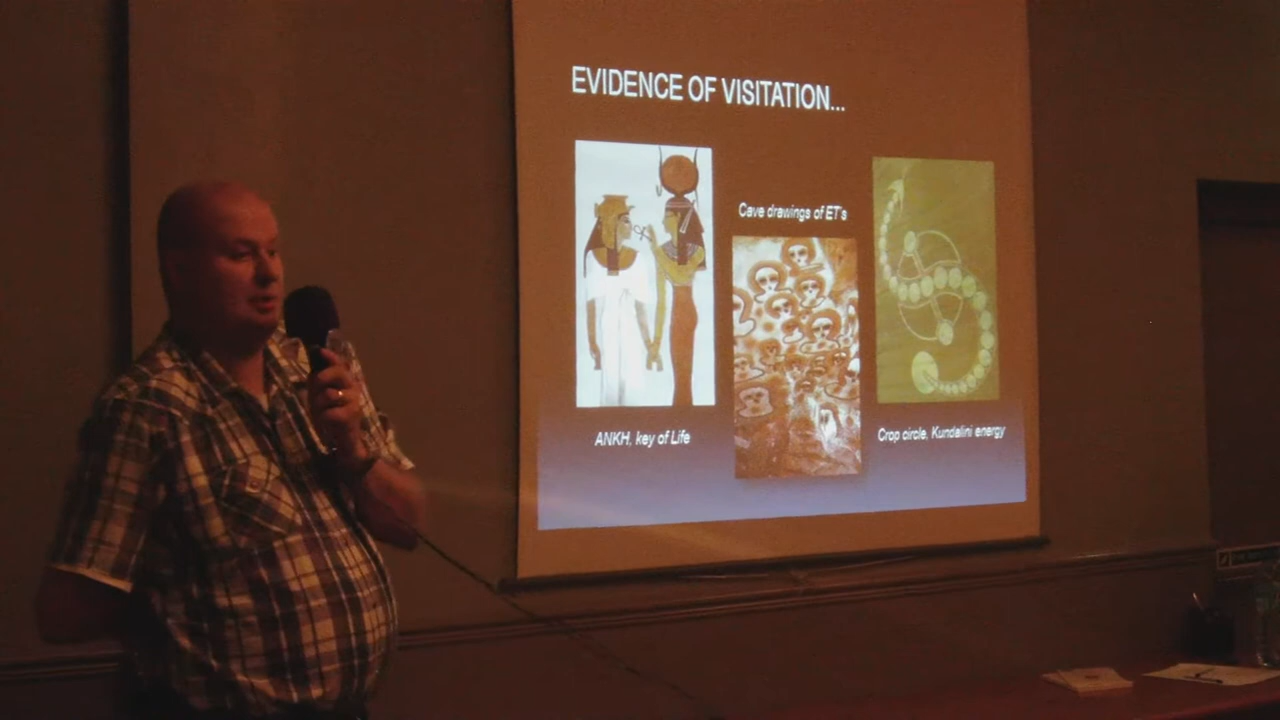 EVIDENCE OF VISITATION...
Cave drawings of ET's
ANKH, key of Life
Crop circle, Kundalini energy